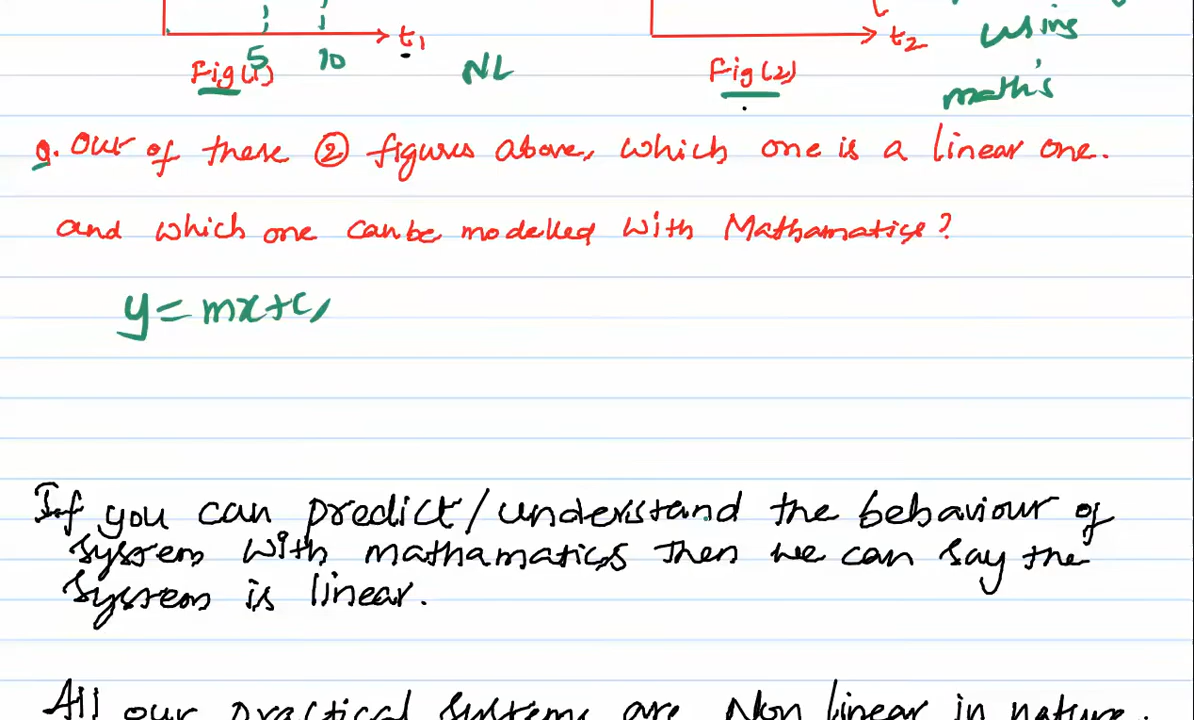 t1 t2 using
5 10
Fig(1) NL Fig(2) maths
Q. Out of these ② figures above, which one is a linear one.
and which one can be modelled with Mathamatics?
y = mx+c,
If you can predict/understand the behaviour of
system with mathamatics then we can say the
system is linear.
All our practical systems are Non linear in nature.